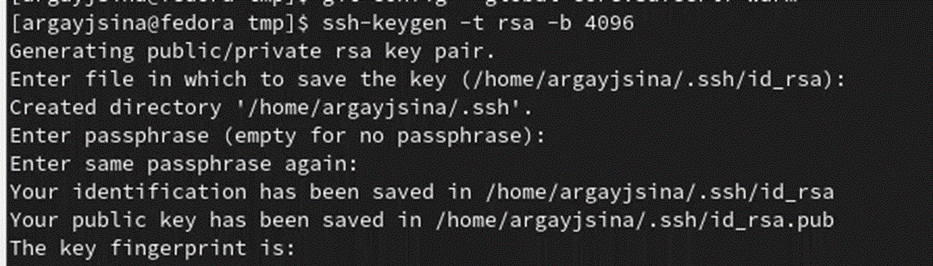 [argayjsina@fedora tmp]$ ssh-keygen -t rsa -b 4096
Generating public/private rsa key pair.
Enter file in which to save the key (/home/argayjsina/.ssh/id_rsa):
Created directory '/home/argayjsina/.ssh'.
Enter passphrase (empty for no passphrase):
Enter same passphrase again:
Your identification has been saved in /home/argayjsina/.ssh/id_rsa
Your public key has been saved in /home/argayjsina/.ssh/id_rsa.pub
The key fingerprint is: